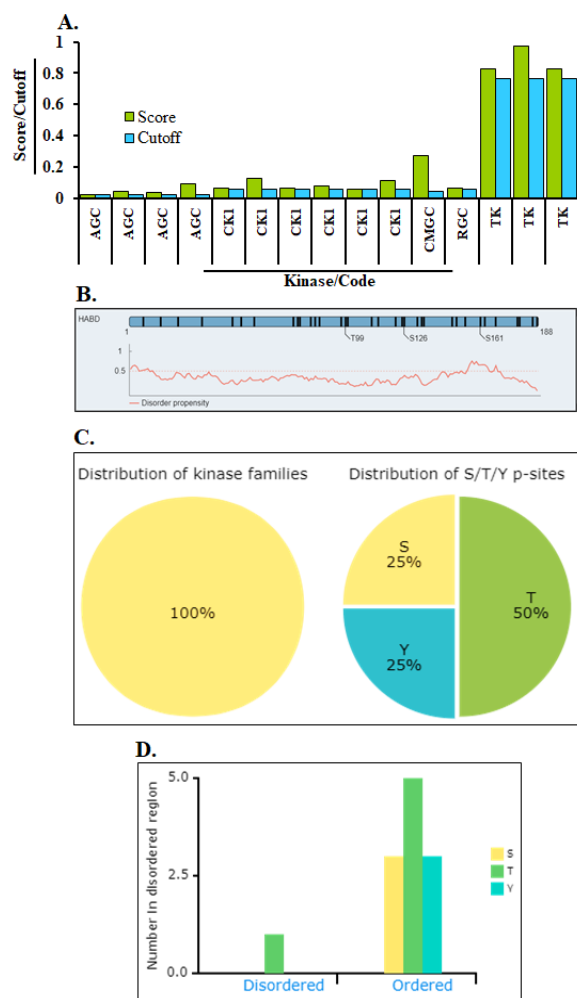 A.
Score/Cutoff
1
0.8
0.6
0.4
0.2
0
Score
Cutoff
AGC AGC AGC AGC CK1 CK1 CK1 CK1 CK1 CK1 CMGC RGC TK TK TK
Kinase/Code
B.
HABD
1 188
T99 S126 S161
1
0.5
Disorder propensity
C.
Distribution of kinase families Distribution of S/T/Y p-sites
100%
S
25%
T
50%
Y
25%
D.
Number In disordered region
5.0
2.5
0.0
S
T
Y
Disordered Ordered